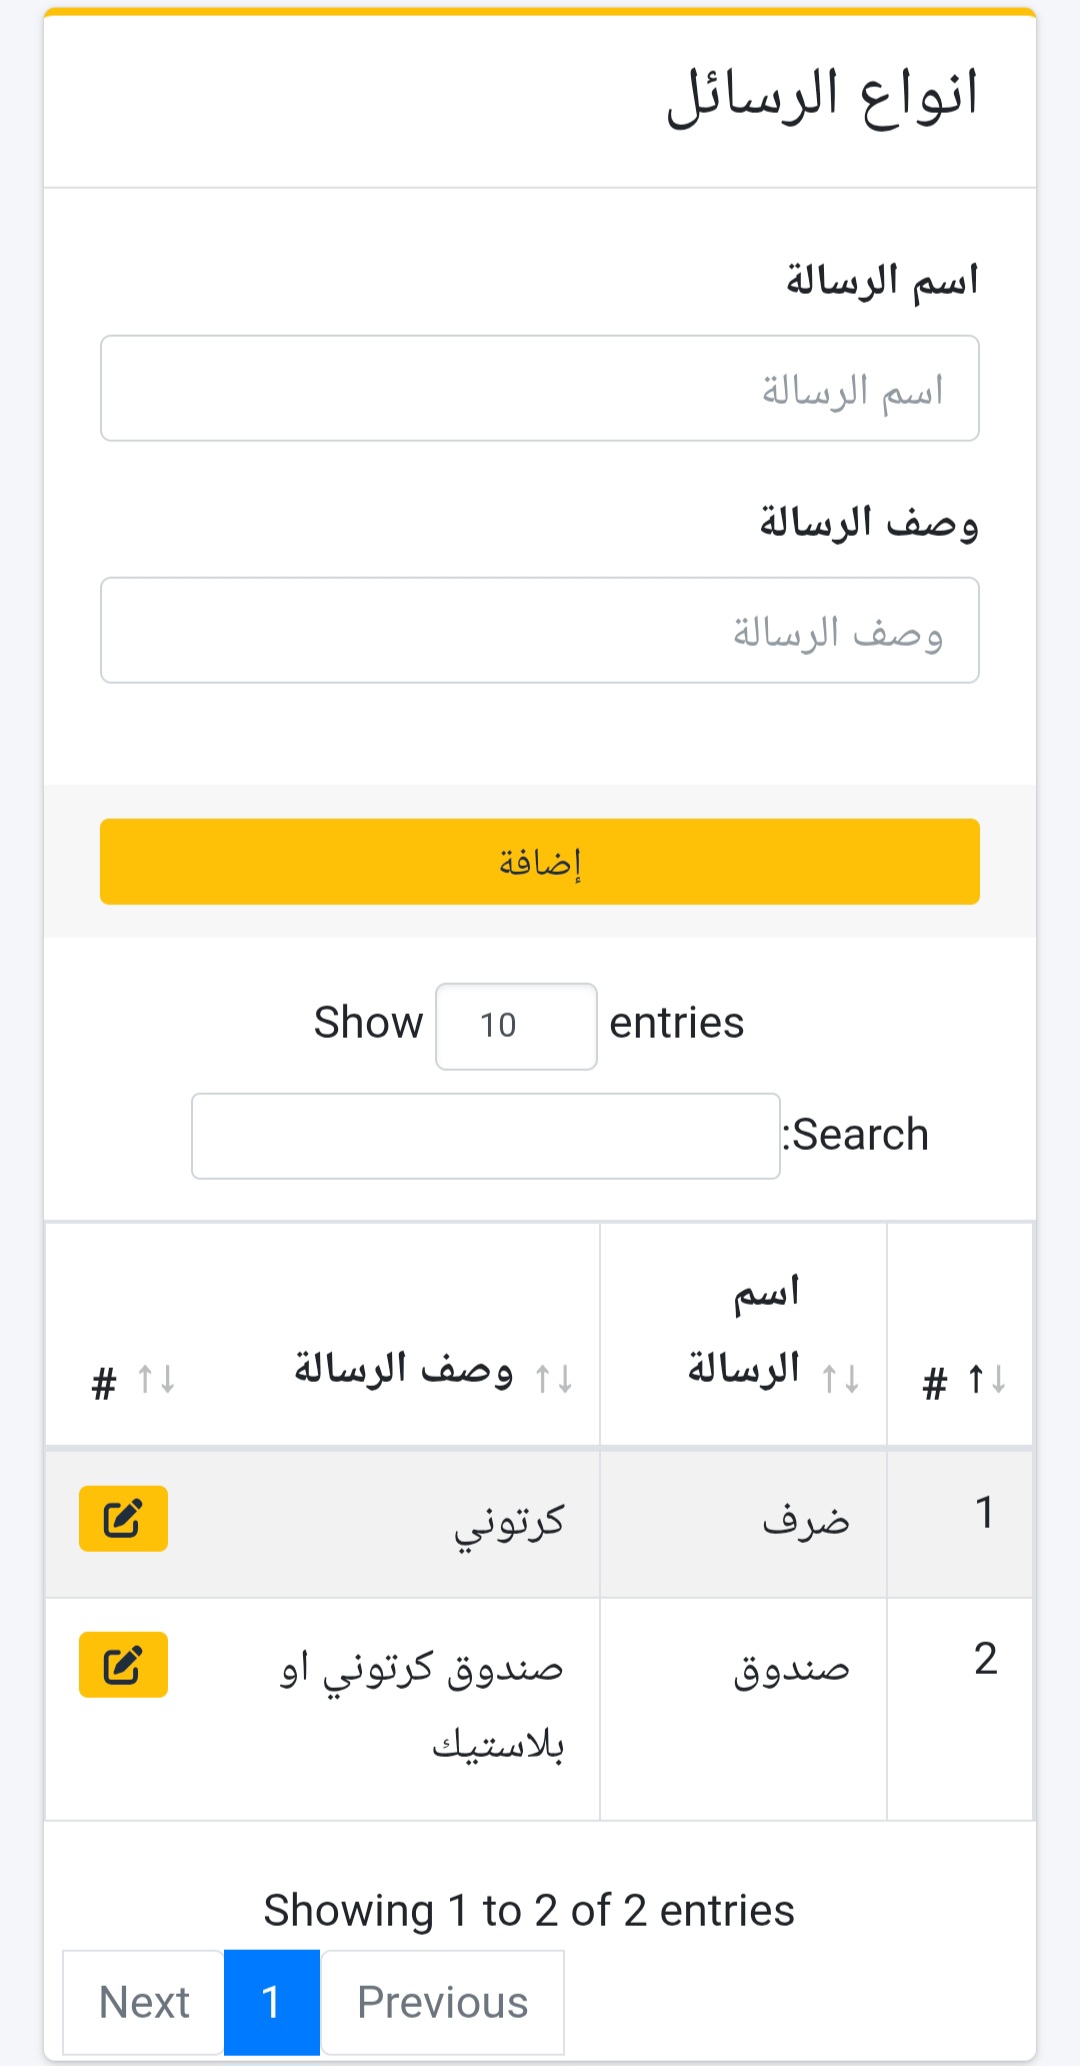 انواع الرسائل
اسم الرسالة
اسم الرسالة
وصف الرسالة
وصف الرسالة
إضافة
Show 10 entries
Search:
# ↑↓ اسم الرسالة ↑↓ وصف الرسالة ↑↓ # ↑↓
1 ضرف كرتوني
2 صندوق صندوق كرتوني او
بلاستيك
Showing 1 to 2 of 2 entries
Previous 1 Next